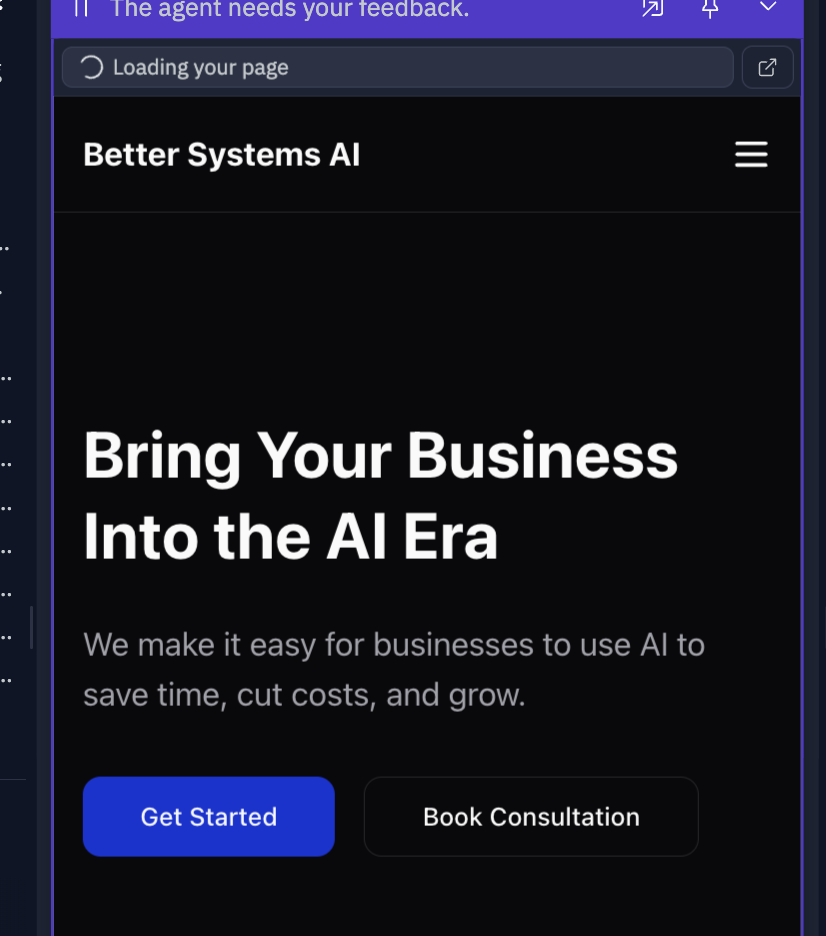 The agent needs your feedback.
Loading your page
Better Systems AI
Bring Your Business
Into the AI Era
We make it easy for businesses to use AI to
save time, cut costs, and grow.
Get Started
Book Consultation